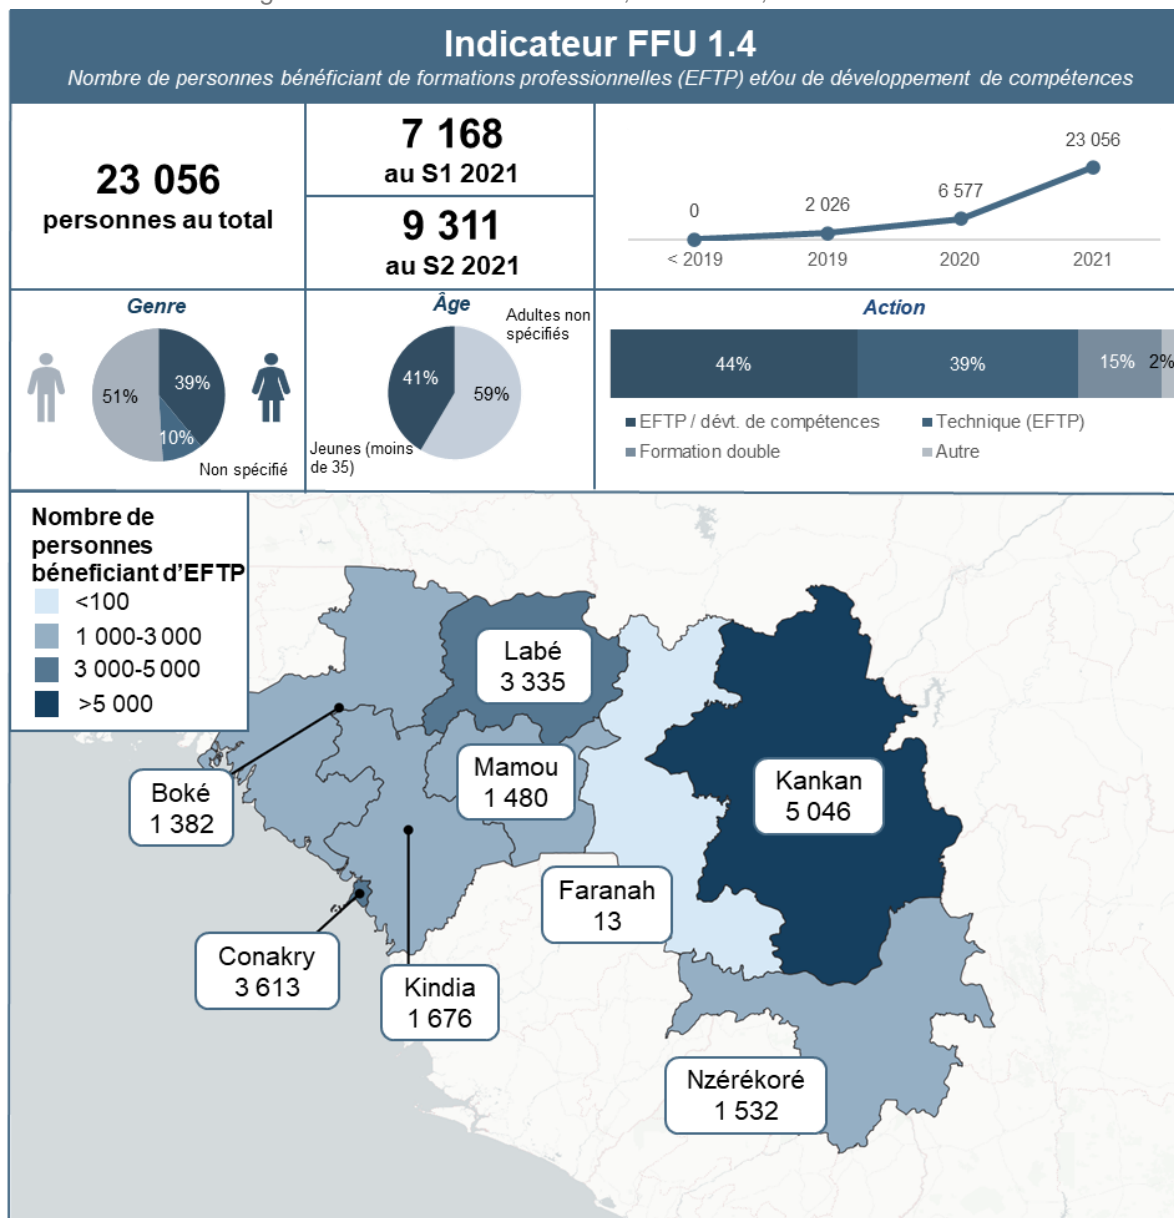 Indicateur FFU 1.4
Nombre de personnes bénéficiant de formations professionnelles (EFTP) et/ou de développement de compétences
23 056
personnes au total
7 168
au S1 2021
9 311
au S2 2021
0
2 026
6 577
23 056
< 2019
2019
2020
2021
Genre
51%
39%
10%
Non spécifié
Âge
Adultes non
spécifiés
41%
59%
Jeunes (moins
de 35)
Action
44%
39%
15%
2%
EFTP / dévt. de compétences
Technique (EFTP)
Formation double
Autre
Nombre de
personnes
béneficiant d'EFTP
<100
1 000-3 000
3 000-5 000
>5 000
Labé
3 335
Mamou
1 480
Kankan
5 046
Boké
1 382
Faranah
13
Conakry
3 613
Kindia
1 676
Nzérékoré
1 532